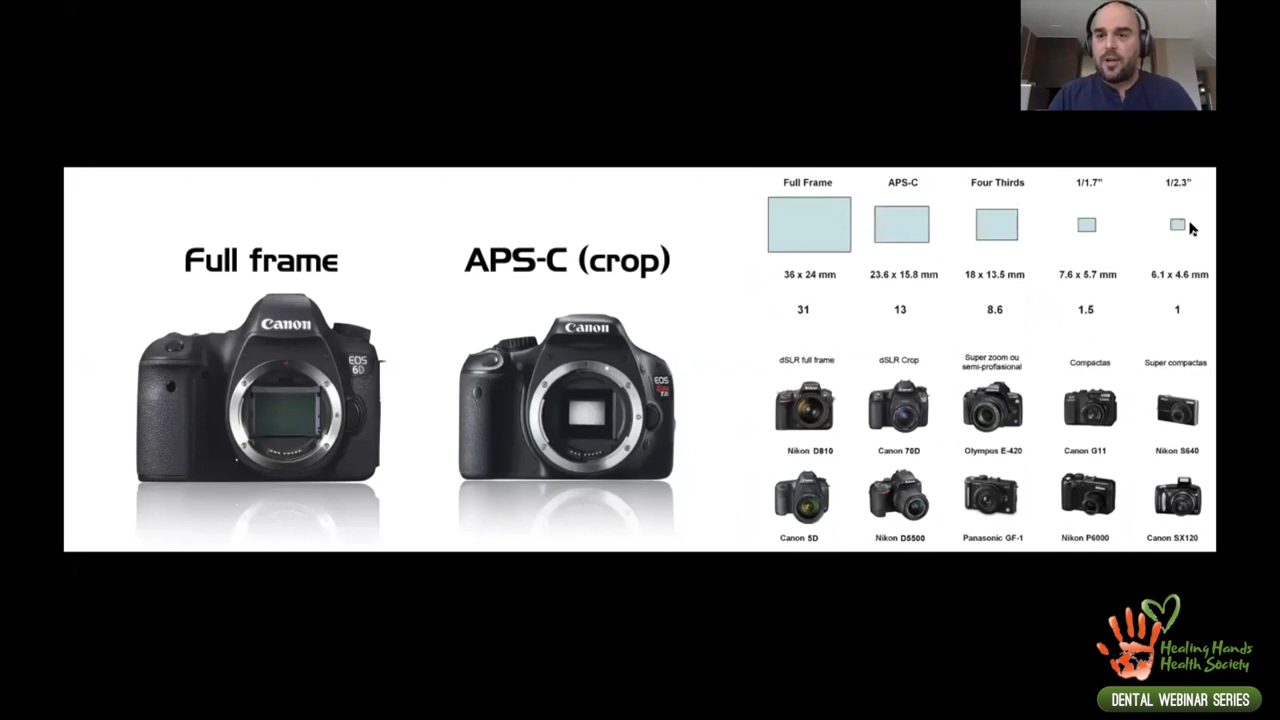 Full Frame APS-C Four Thirds 1/1.7" 1/2.3"
36 x 24 mm 23.6 x 15.8 mm 18 x 13.5 mm 7.6 x 5.7 mm 6.1 x 4.6 mm
31 13 8.6 1.5 1
Full frame
APS-C (crop)
Canon
EOS
6D
Canon
EOS
dSLR full frame dSLR Crop Super zoom ou
semi-profissional Compactas Super compactas
Nikon D810 Canon 70D Olympus E-420 Canon G11 Nikon S640
Canon 5D Nikon D5500 Panasonic GF-1 Nikon P6000 Canon SX120
Healing Hands
Health Society
DENTAL WEBINAR SERIES